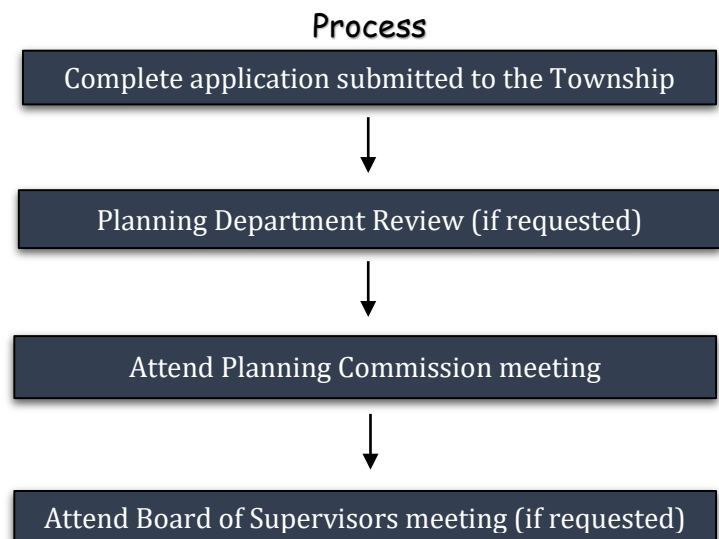 Process
Complete application submitted to the Township
Planning Department Review (if requested)
Attend Planning Commission meeting
Attend Board of Supervisors meeting (if requested)